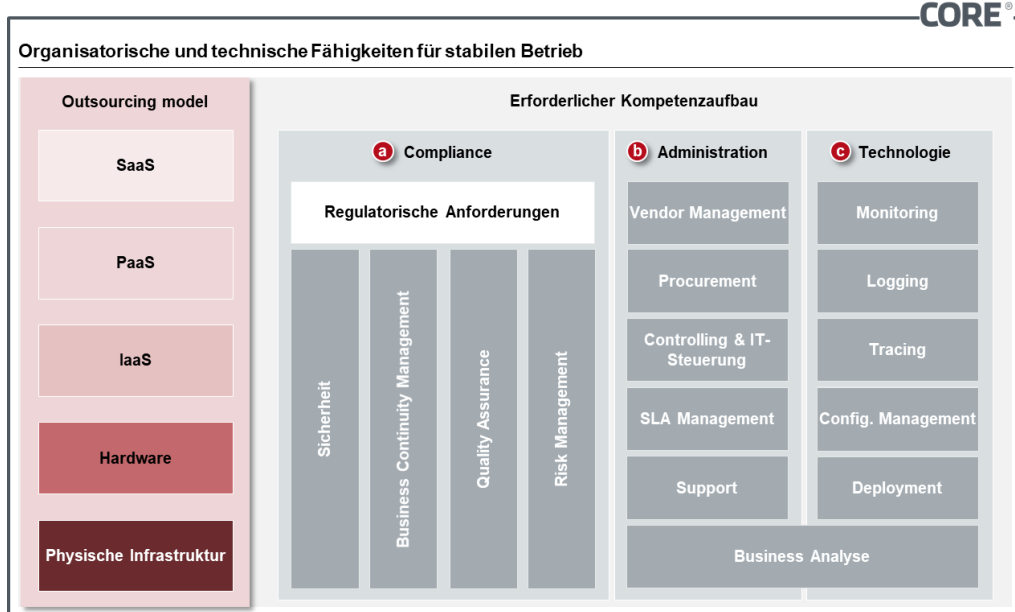 CORE®
Organisatorische und technische Fähigkeiten für stabilen Betrieb
Outsourcing model
SaaS
PaaS
IaaS
Hardware
Physische Infrastruktur
Erforderlicher Kompetenzaufbau
a Compliance
Regulatorische Anforderungen
Sicherheit
Business Continuity Management
Quality Assurance
Risk Management
b Administration
Vendor Management
Procurement
Controlling & IT-
Steuerung
SLA Management
Support
c Technologie
Monitoring
Logging
Tracing
Config. Management
Deployment
Business Analyse